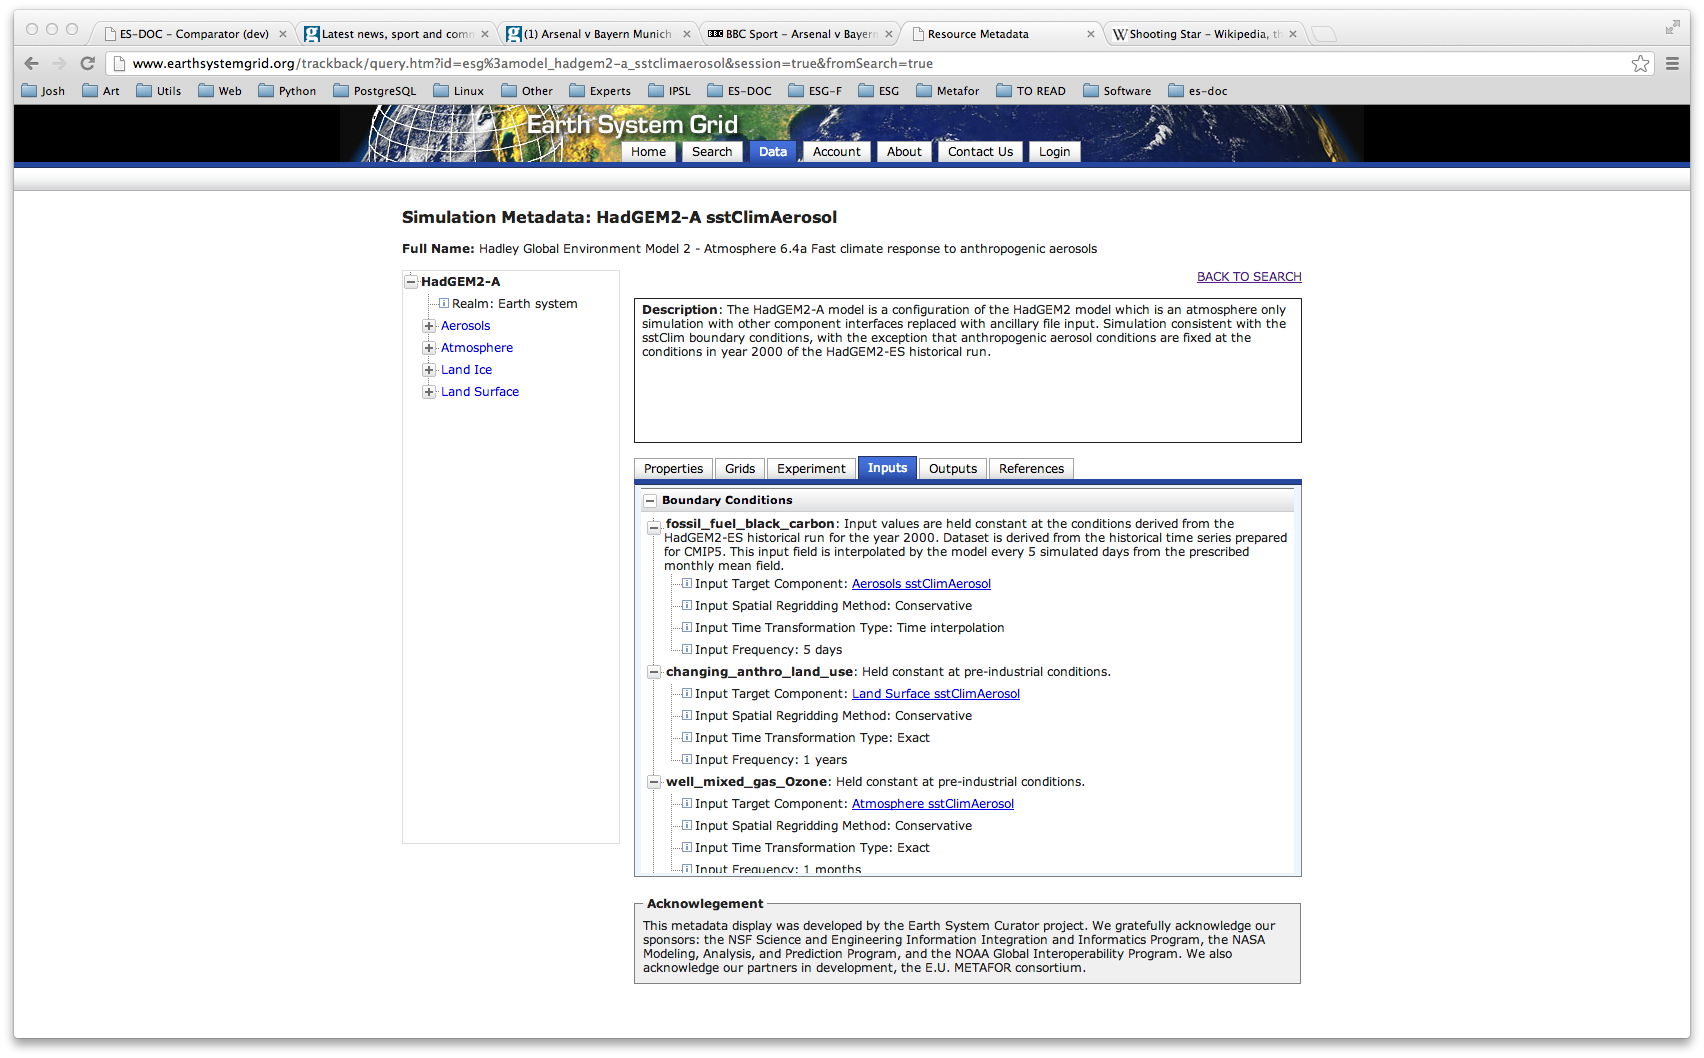 ES-DOC - Comparator (dev)
Latest news, sport and comm
(1) Arsenal v Bayern Munich
BBC Sport - Arsenal v Bayern
Resource Metadata
Shooting Star - Wikipedia, th
www.earthsystemgrid.org/trackback/query.htm?id=esg%3amodel_hadgem2-a_sstclimaerosol&session=true&fromSearch=true
Josh Art Utils Web Python PostgreSQL Linux Other Experts IPSL ES-DOC ESG-F ESG Metafor TO READ Software es-doc
Earth System Grid
Home Search Data Account About Contact Us Login
Simulation Metadata: HadGEM2-A sstClimAerosol
Full Name: Hadley Global Environment Model 2 - Atmosphere 6.4a Fast climate response to anthropogenic aerosols
HadGEM2-A
Realm: Earth system
Aerosols
Atmosphere
Land Ice
Land Surface
BACK TO SEARCH
Description: The HadGEM2-A model is a configuration of the HadGEM2 model which is an atmosphere only
simulation with other component interfaces replaced with ancillary file input. Simulation consistent with the
sstClim boundary conditions, with the exception that anthropogenic aerosol conditions are fixed at the
conditions in year 2000 of the HadGEM2-ES historical run.
Properties Grids Experiment Inputs Outputs References
Boundary Conditions
fossil_fuel_black_carbon: Input values are held constant at the conditions derived from the
HadGEM2-ES historical run for the year 2000. Dataset is derived from the historical time series prepared
for CMIP5. This input field is interpolated by the model every 5 simulated days from the prescribed
monthly mean field.
Input Target Component: Aerosols sstClimAerosol
Input Spatial Regridding Method: Conservative
Input Time Transformation Type: Time interpolation
Input Frequency: 5 days
changing_anthro_land_use: Held constant at pre-industrial conditions.
Input Target Component: Land Surface sstClimAerosol
Input Spatial Regridding Method: Conservative
Input Time Transformation Type: Exact
Input Frequency: 1 years
well_mixed_gas_Ozone: Held constant at pre-industrial conditions.
Input Target Component: Atmosphere sstClimAerosol
Input Spatial Regridding Method: Conservative
Input Time Transformation Type: Exact
Input Frequency: 1 months
Acknowlegement
This metadata display was developed by the Earth System Curator project. We gratefully acknowledge our
sponsors: the NSF Science and Engineering Information Integration and Informatics Program, the NASA
Modeling, Analysis, and Prediction Program, and the NOAA Global Interoperability Program. We also
acknowledge our partners in development, the E.U. METAFOR consortium.